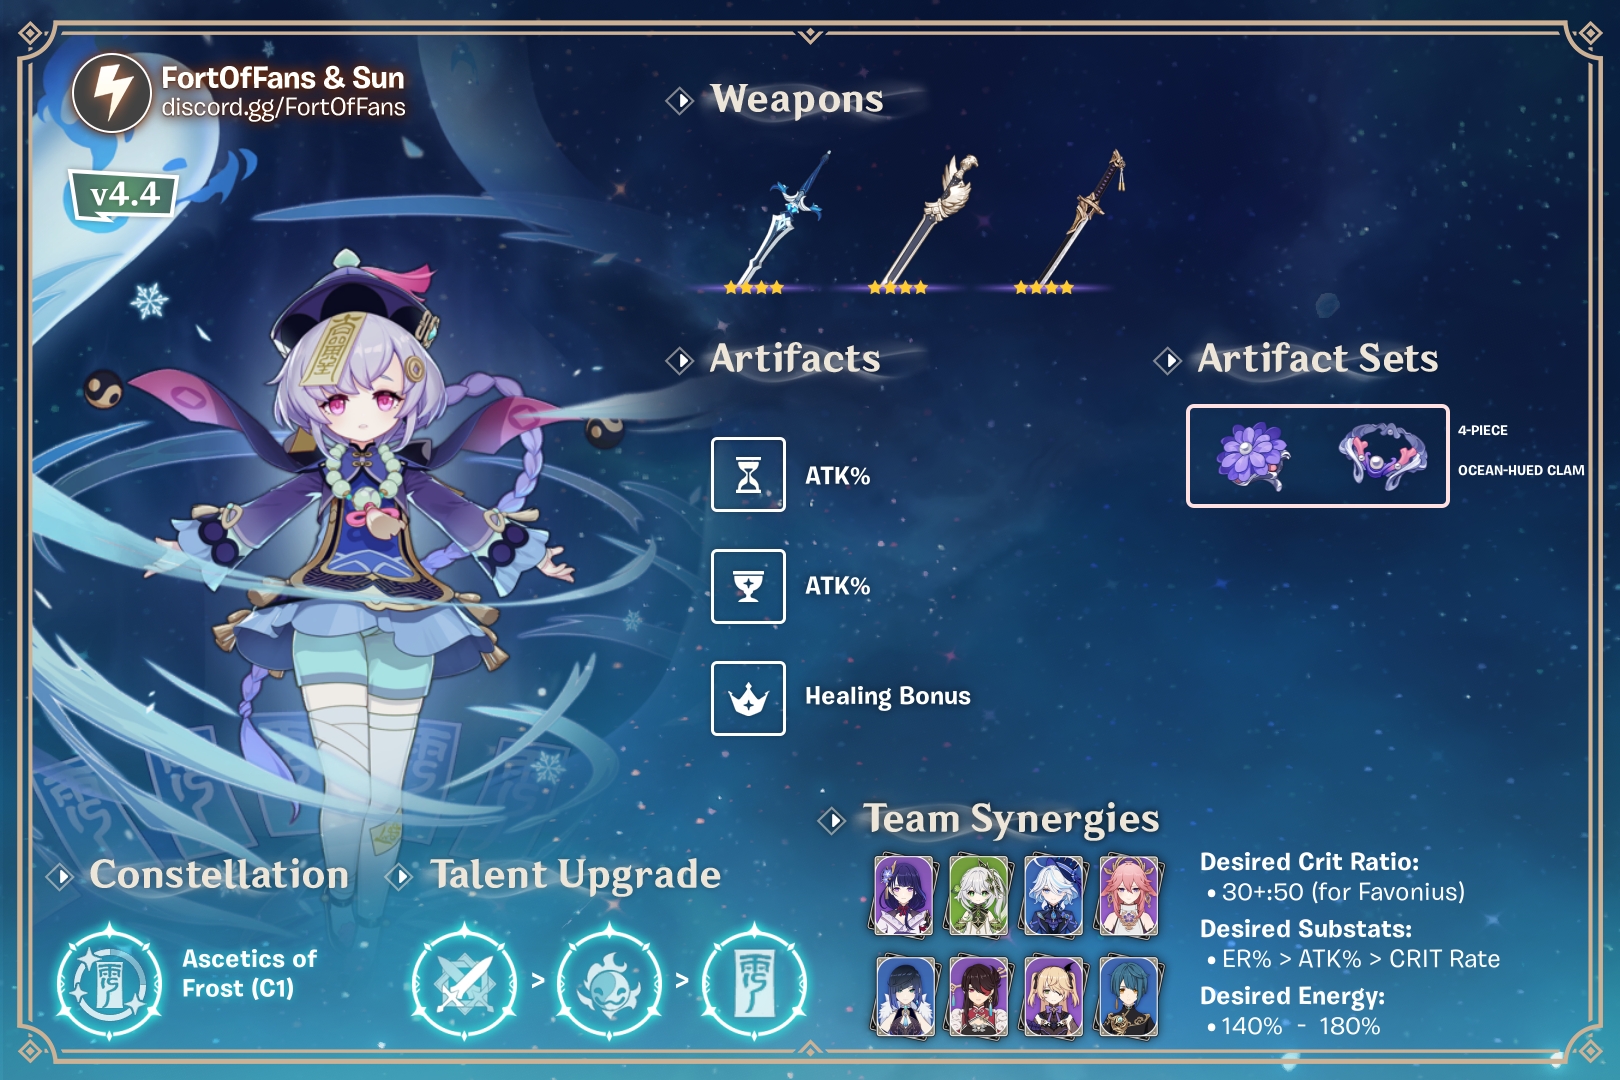 FortOfFans & Sun
discord.gg/FortOfFans
v4.4
Weapons
Artifacts
ATK%
ATK%
Healing Bonus
Artifact Sets
4-PIECE
OCEAN-HUED CLAM
Constellation
Ascetics of
Frost (C1)
Talent Upgrade
>
>
Team Synergies
Desired Crit Ratio:
• 30+:50 (for Favonius)
Desired Substats:
• ER% > ATK% > CRIT Rate
Desired Energy:
• 140% - 180%